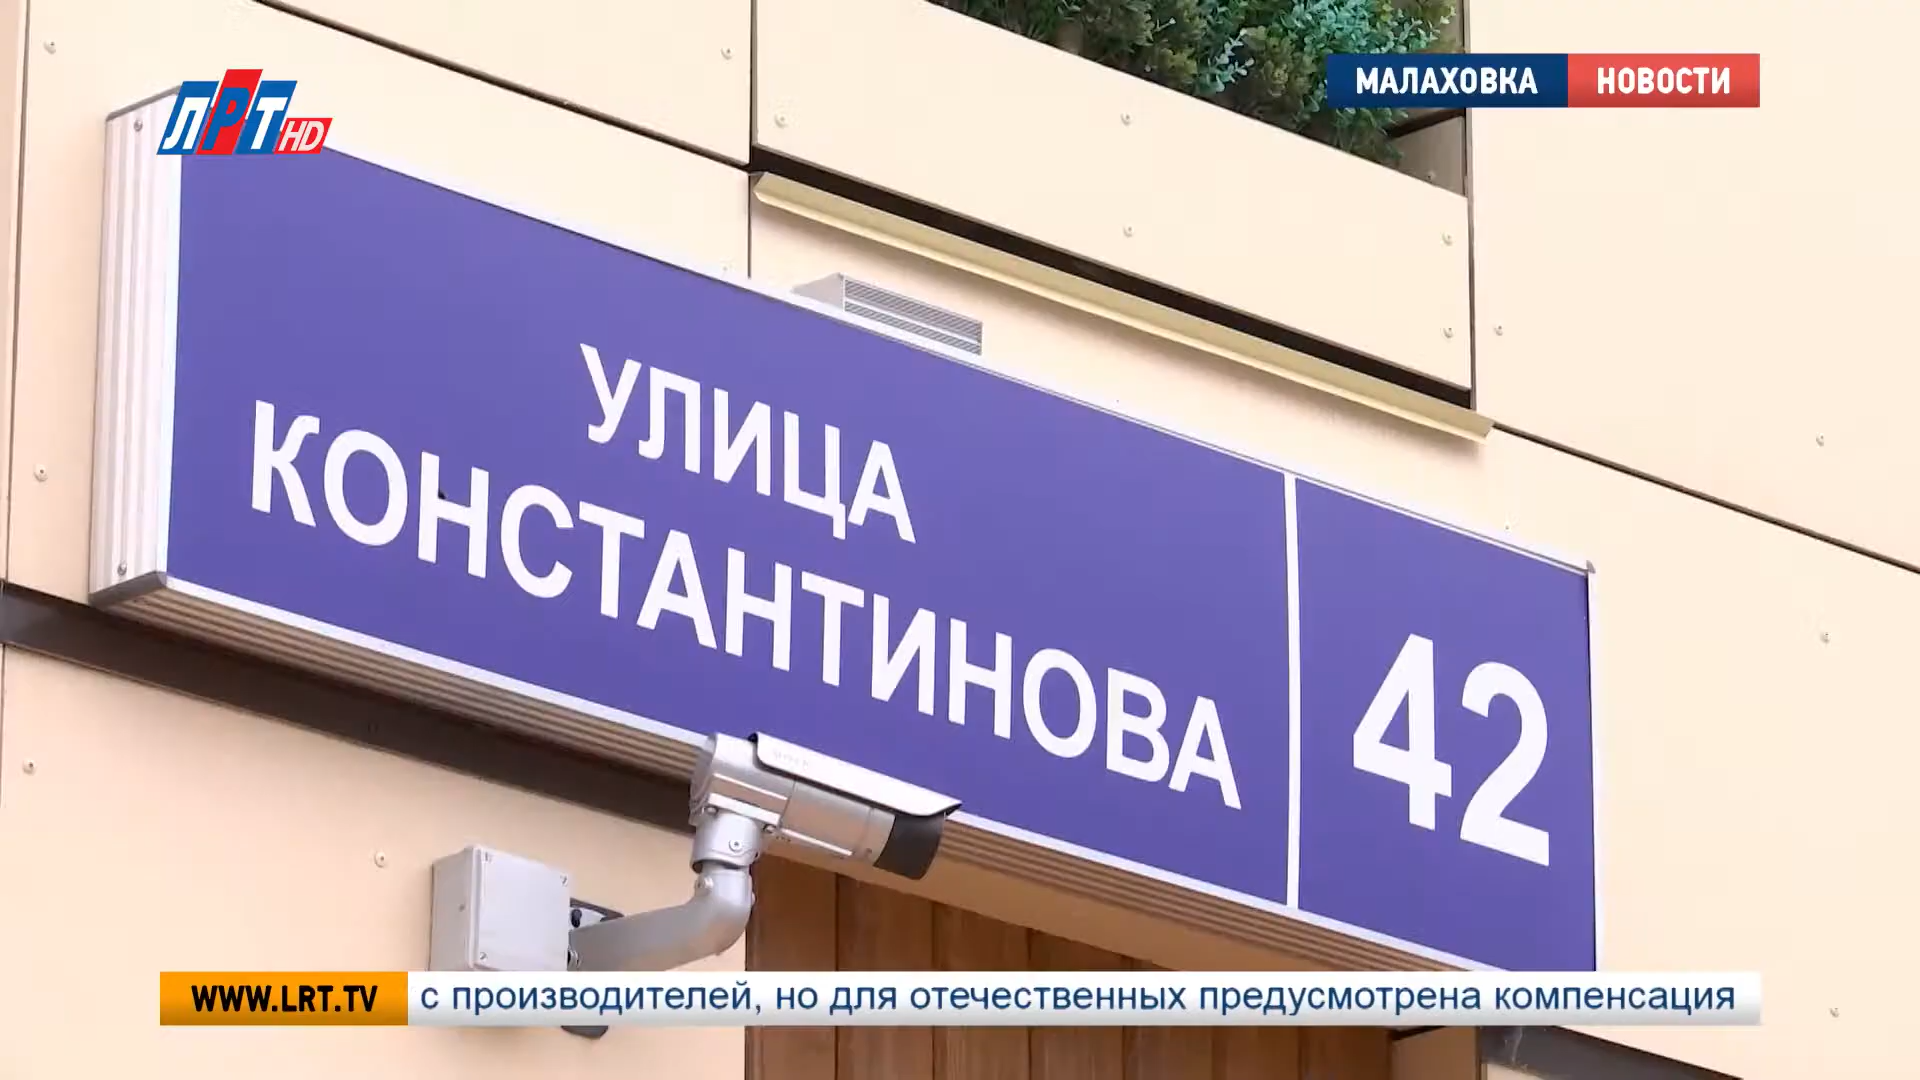 ЛРТ HD
МАЛАХОВКА НОВОСТИ
УЛИЦА
КОНСТАНТИНОВА
42
WWW.LRT.TV с производителей, но для отечественных предусмотрена компенсация